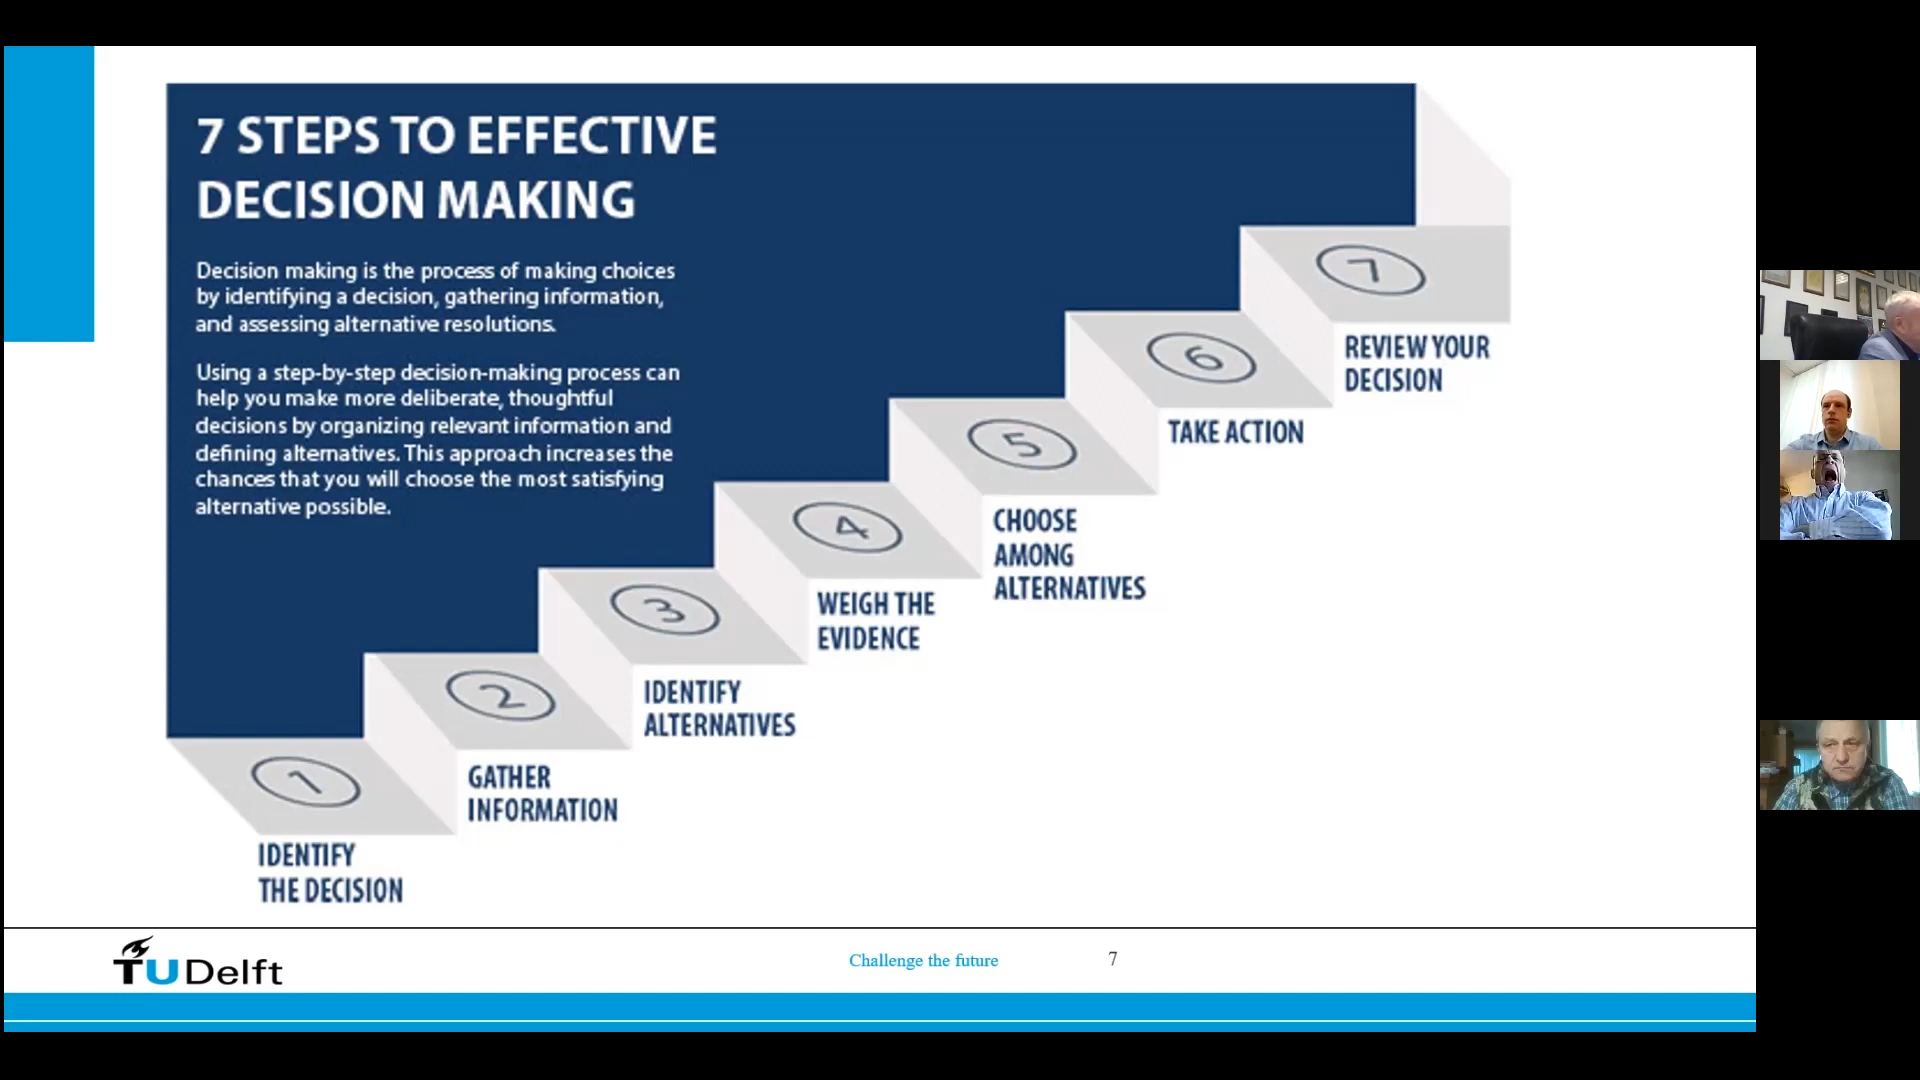 7 STEPS TO EFFECTIVE
DECISION MAKING
Decision making is the process of making choices
by identifying a decision, gathering information,
and assessing alternative resolutions.
Using a step-by-step decision-making process can
help you make more deliberate, thoughtful
decisions by organizing relevant information and
defining alternatives. This approach increases the
chances that you will choose the most satisfying
alternative possible.
1
IDENTIFY
THE DECISION
2
GATHER
INFORMATION
3
IDENTIFY
ALTERNATIVES
4
WEIGH THE
EVIDENCE
5
CHOOSE
AMONG
ALTERNATIVES
6
TAKE ACTION
7
REVIEW YOUR
DECISION
TU Delft
Challenge the future
7